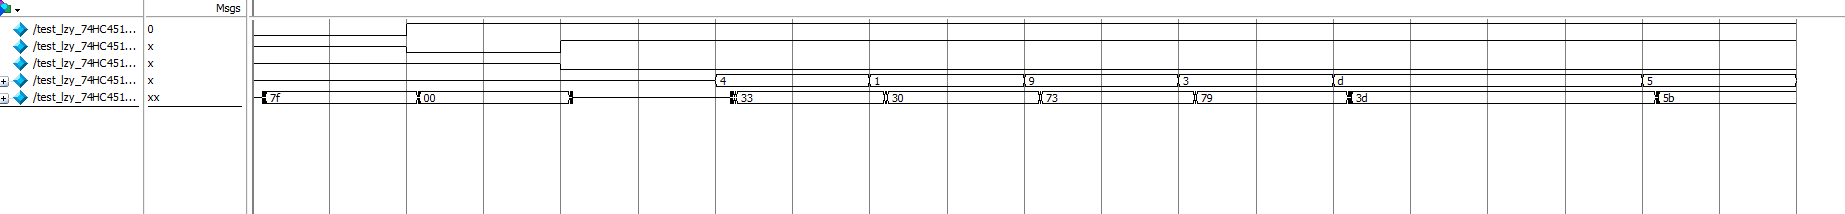 Msgs
/test_lzy_74HC451... 0
/test_lzy_74HC451... x
/test_lzy_74HC451... x
/test_lzy_74HC451... x 4 1 9 3 d 5
/test_lzy_74HC451... xx 7f 00 33 30 73 79 3d 5b